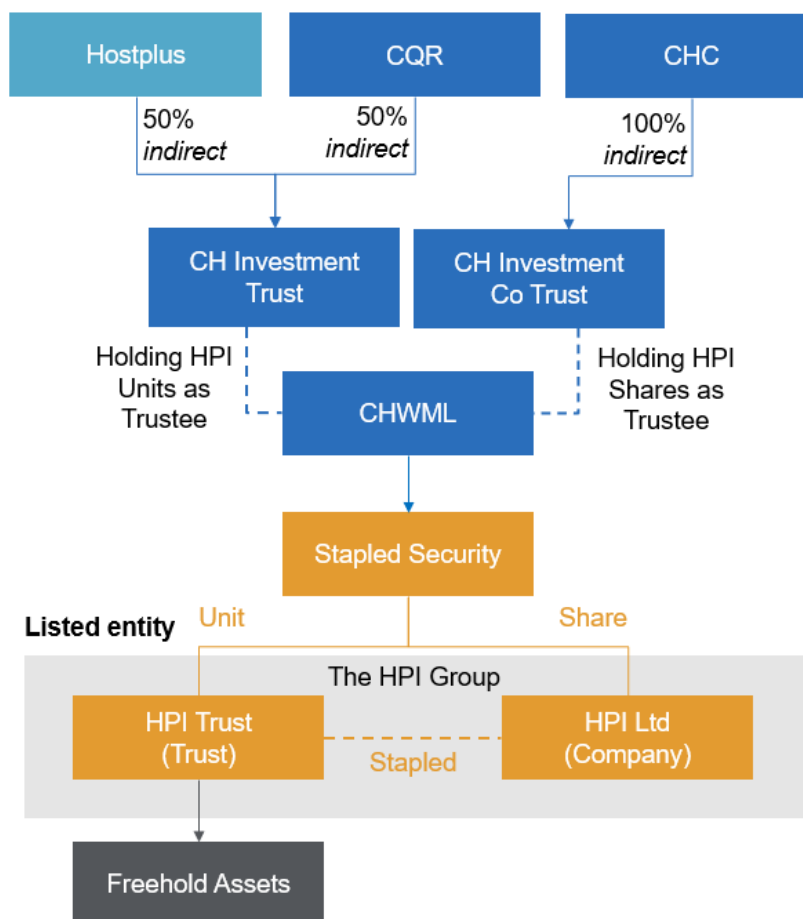 Hostplus
CQR
CHC
50%
indirect
50%
indirect
100%
indirect
CH Investment
Trust
CH Investment
Co Trust
Holding HPI
Units as
Trustee
CHWML
Holding HPI
Shares as
Trustee
Stapled Security
Unit
Share
Listed entity
The HPI Group
HPI Trust
(Trust)
Stapled
HPI Ltd
(Company)
Freehold Assets